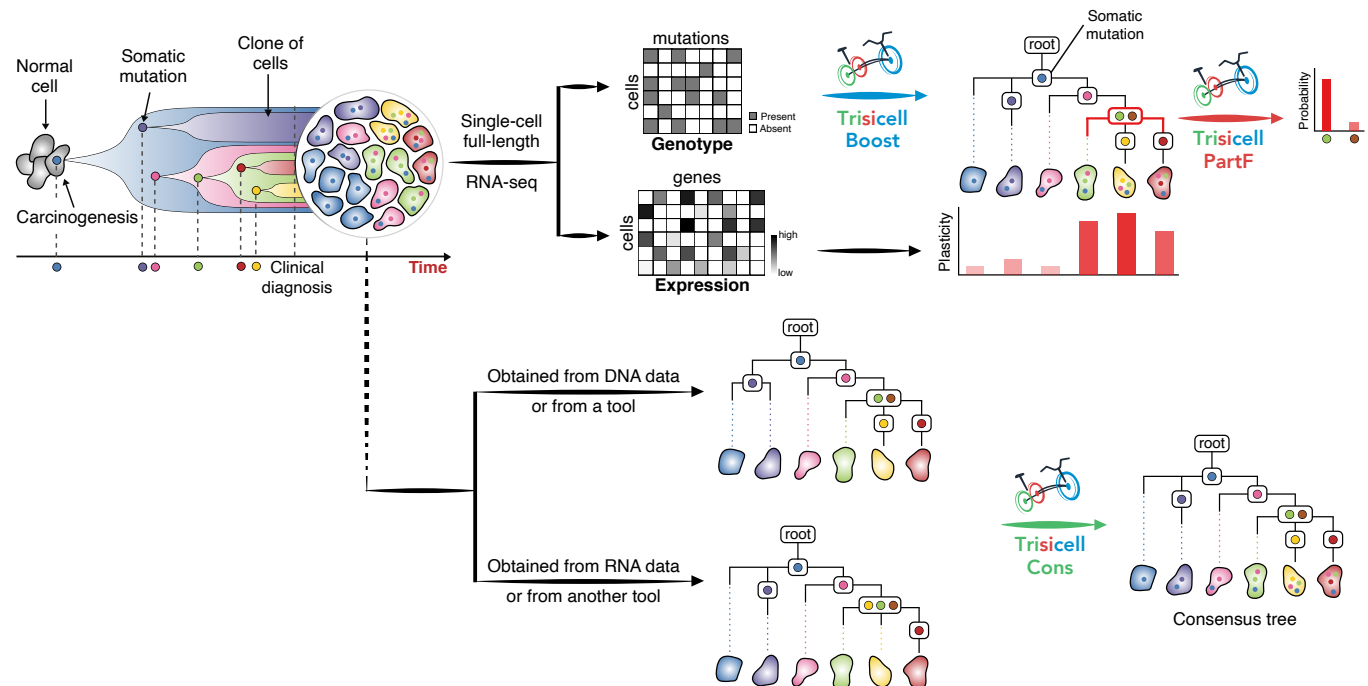 Normal
cell
Somatic
mutation
Clone of
cells
Carcinogenesis
Clinical
diagnosis
Time
Single-cell
full-length
RNA-seq
mutations
cells
Present
Absent
Genotype
genes
cells
high
low
Expression
Trisicell
Boost
root
Somatic
mutation
Trisicell
PartF
Probability
Plasticity
Obtained from DNA data
or from a tool
root
Obtained from RNA data
or from another tool
root
Trisicell
Cons
root
Consensus tree